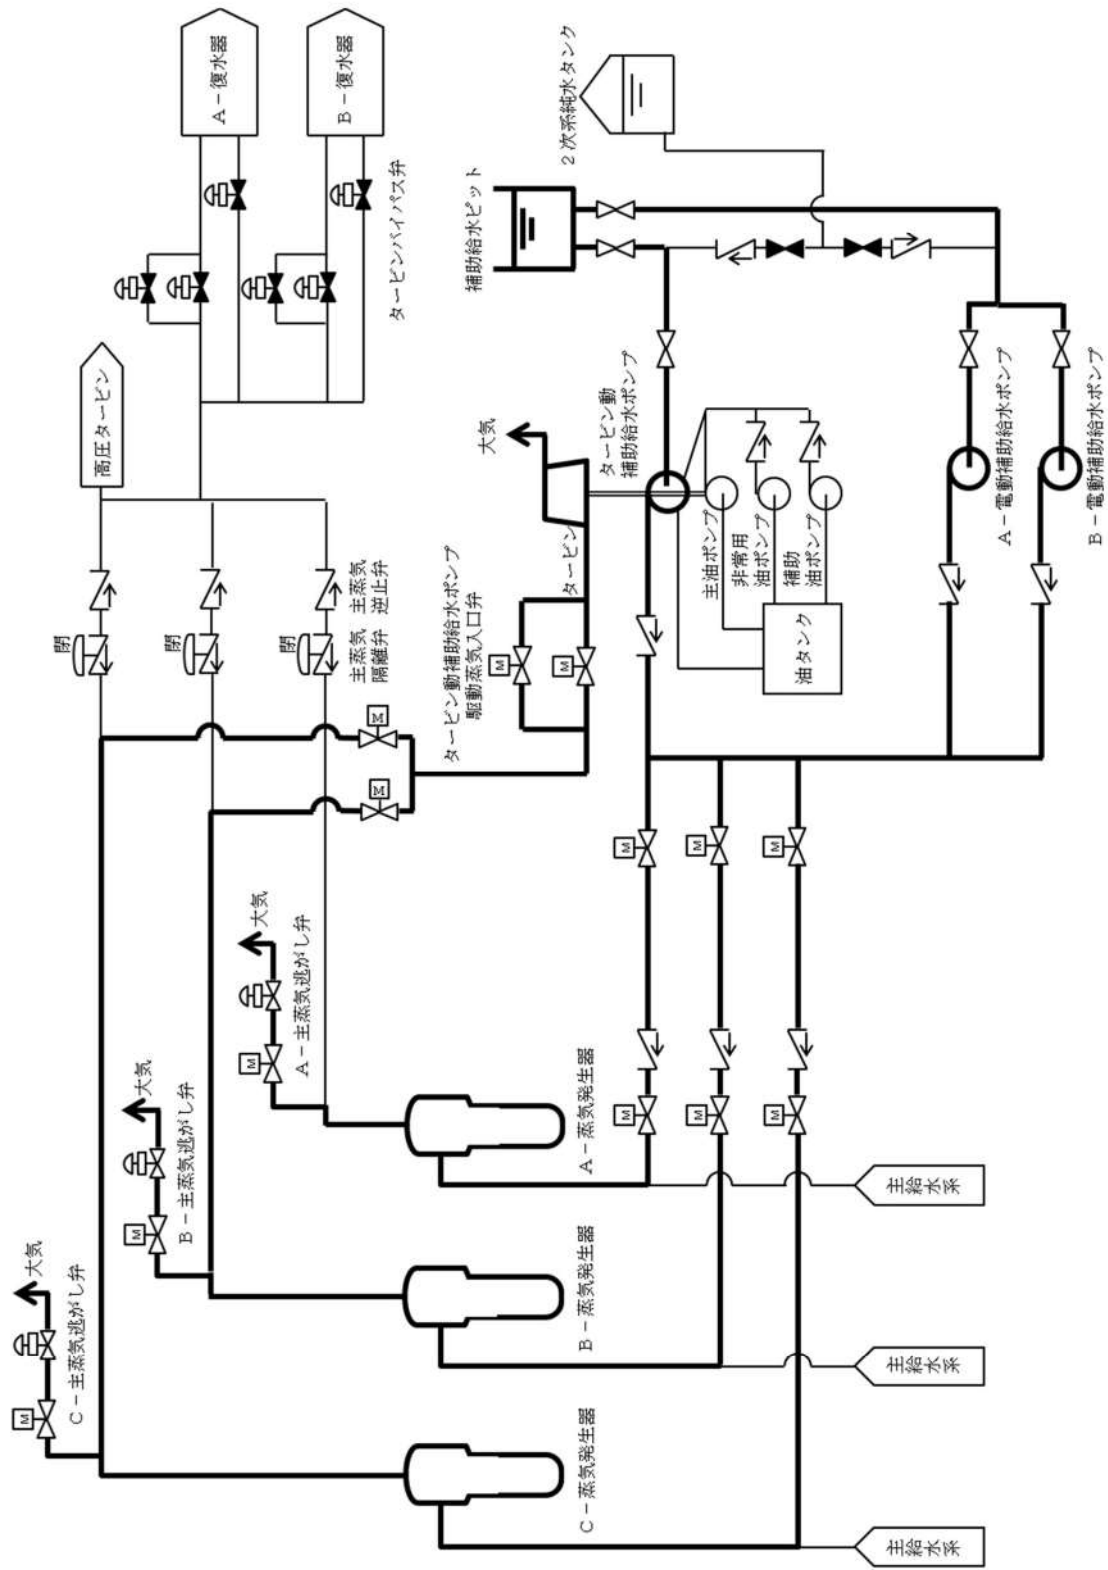 C－主蒸気逃がし弁
大気
M
B－主蒸気逃がし弁
大気
M
A－主蒸気逃がし弁
大気
M
閉
閉
閉
主蒸気
隔離弁
主蒸気
逆止弁
高圧タービン
A－復水器
B－復水器
タービンバイパス弁
M
M
タービン動補助給水ポンプ
駆動蒸気入口弁
M
M
タービン
大気
タービン動
補助給水ポンプ
補助給水ピット
2次系純水タンク
C－蒸気発生器
B－蒸気発生器
A－蒸気発生器
M
M
M
M
M
M
主油ポンプ
非常用
油ポンプ
補助
油ポンプ
油タンク
A－電動補助給水ポンプ
B－電動補助給水ポンプ
主給水系
主給水系
主給水系